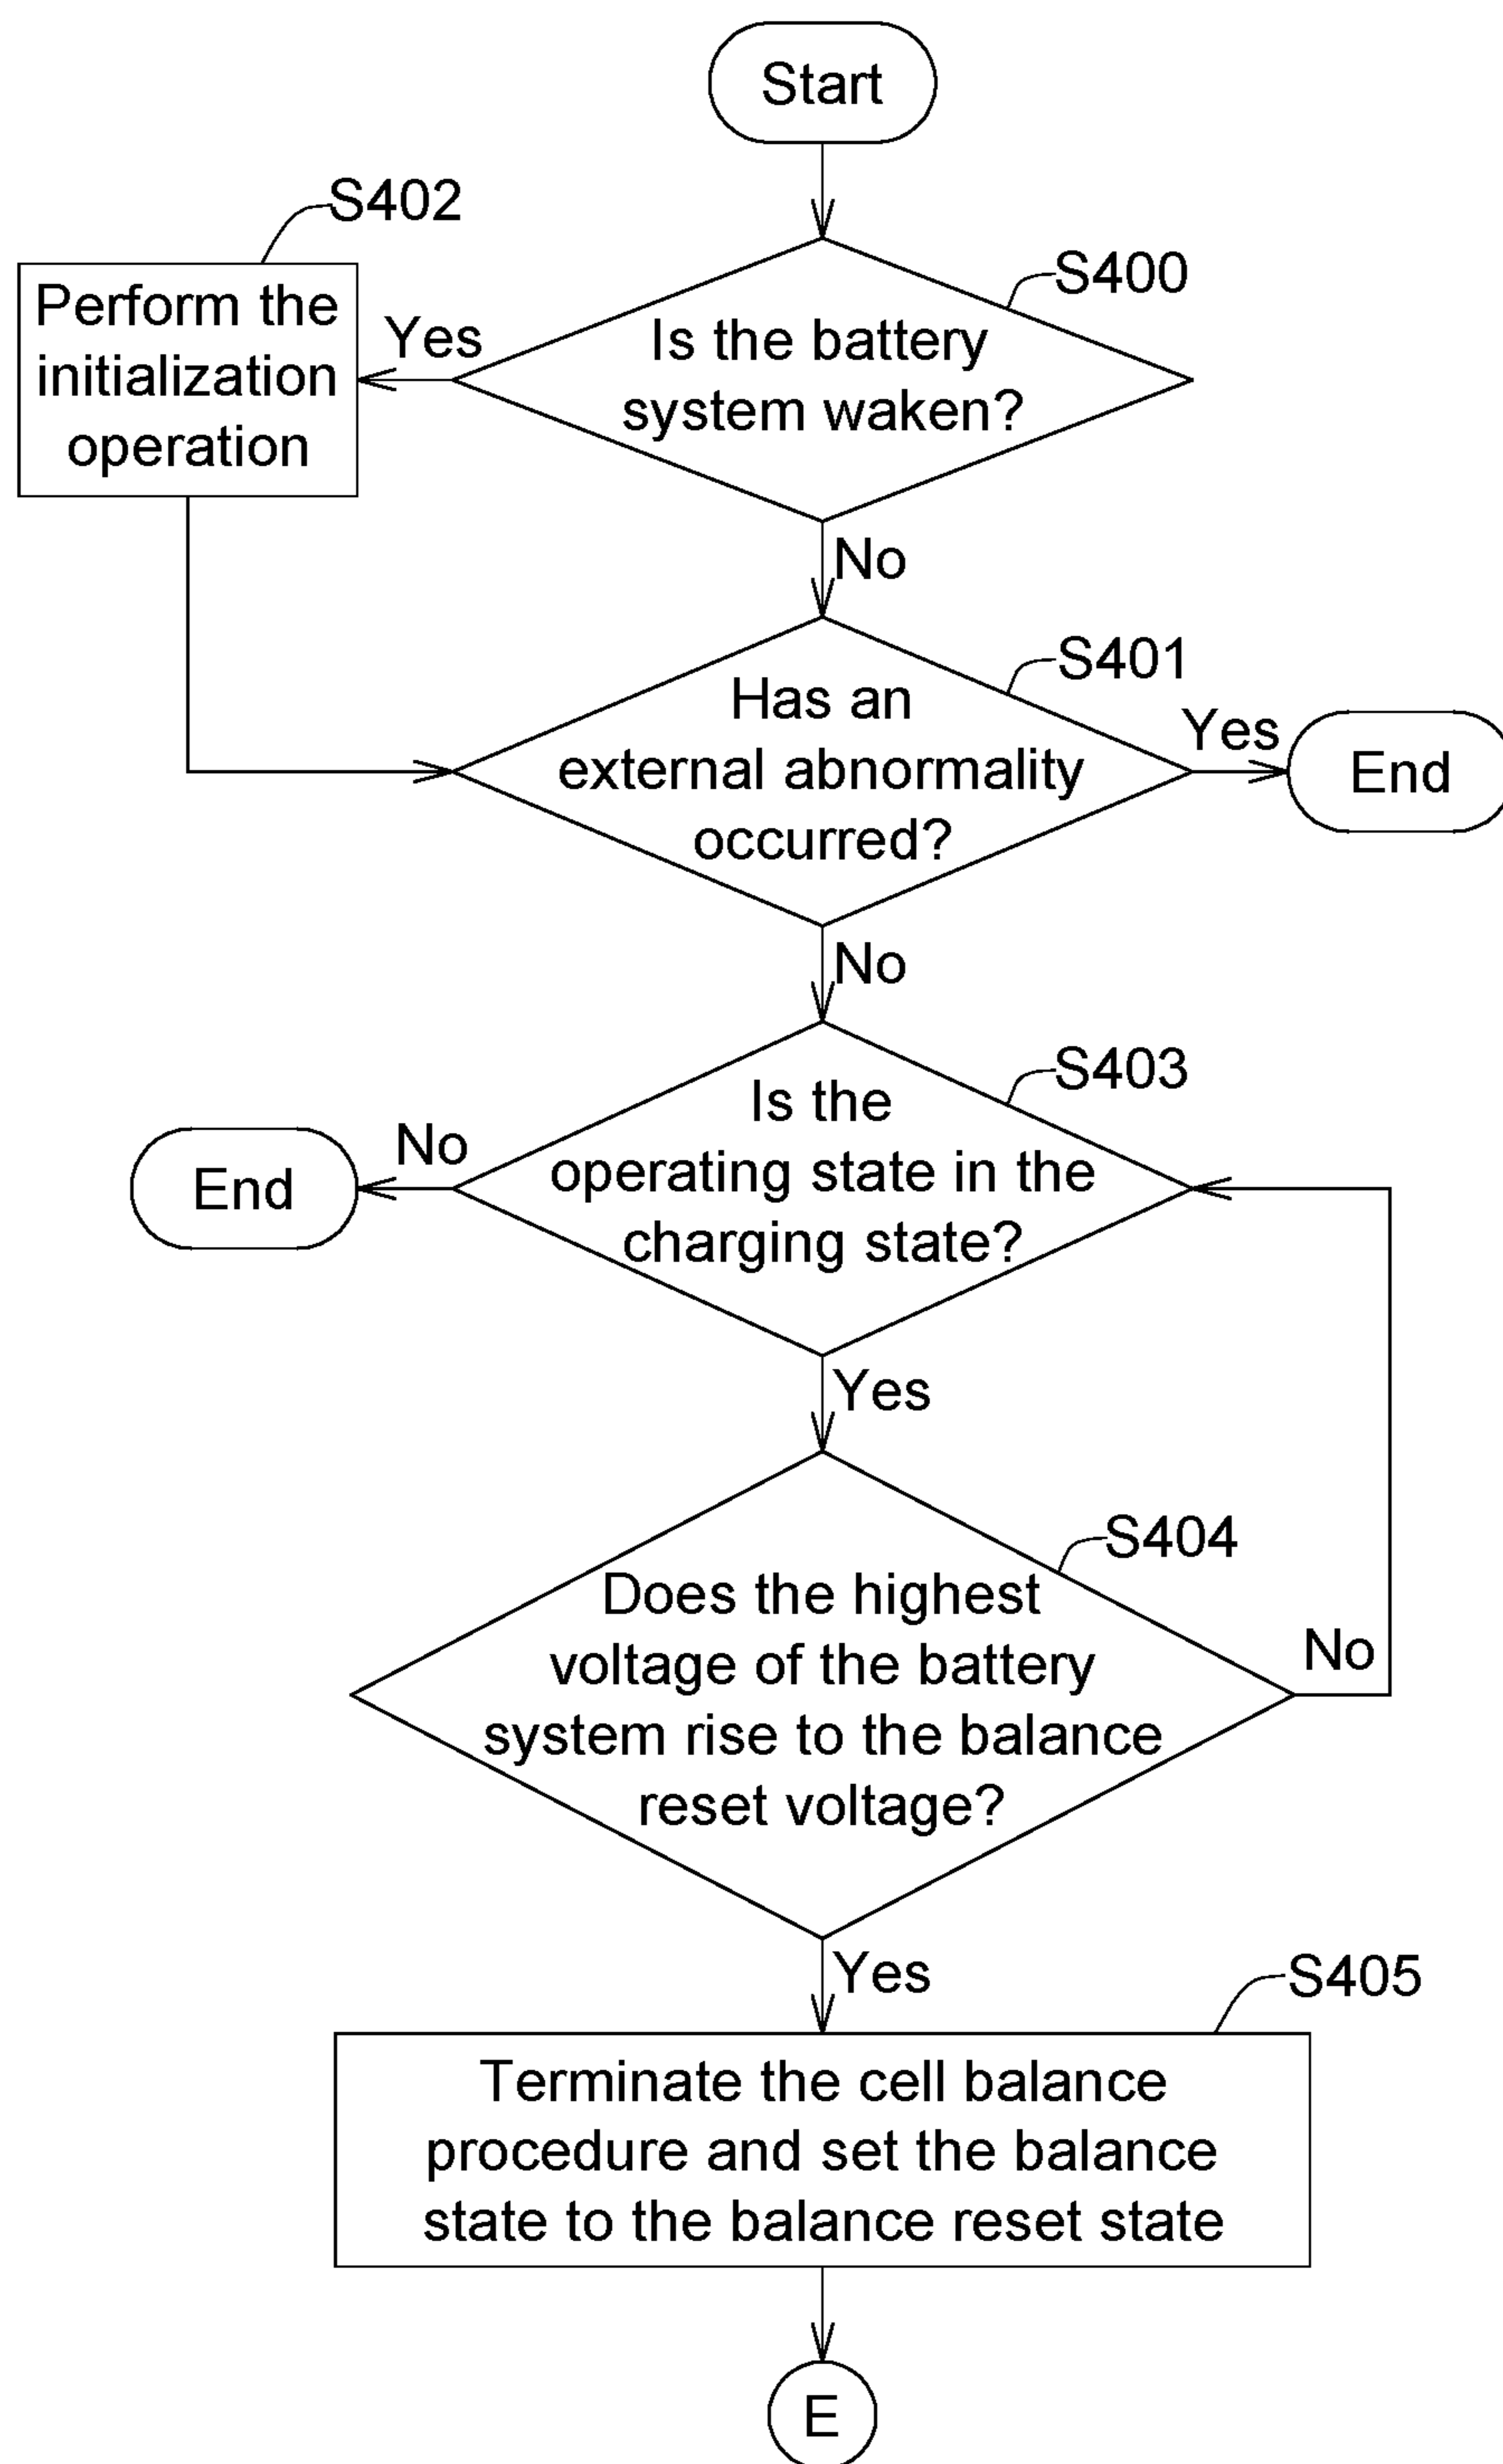 Start
S402
S400
Perform the
initialization
operation
Yes
Is the battery
system waken?
No
S401
Has an
external abnormality
occurred?
Yes
End
No
S403
Is the
operating state in the
charging state?
No
End
Yes
S404
Does the highest
voltage of the battery
system rise to the balance
reset voltage?
No
Yes
S405
Terminate the cell balance
procedure and set the balance
state to the balance reset state
E